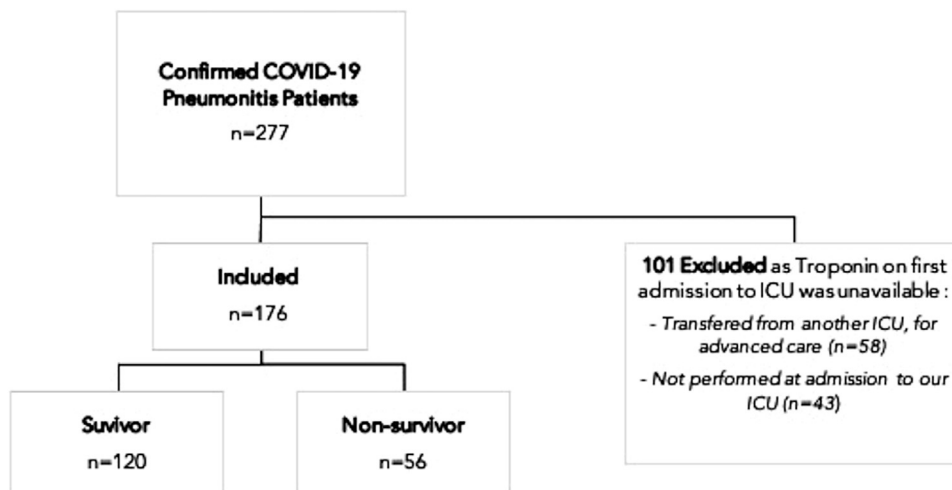 Confirmed COVID-19
Pneumonitis Patients
n=277
Included
n=176
101 Excluded as Troponin on first
admission to ICU was unavailable :
- Transfered from another ICU, for
advanced care (n=58)
- Not performed at admission to our
ICU (n=43)
Suvivor
n=120
Non-survivor
n=56